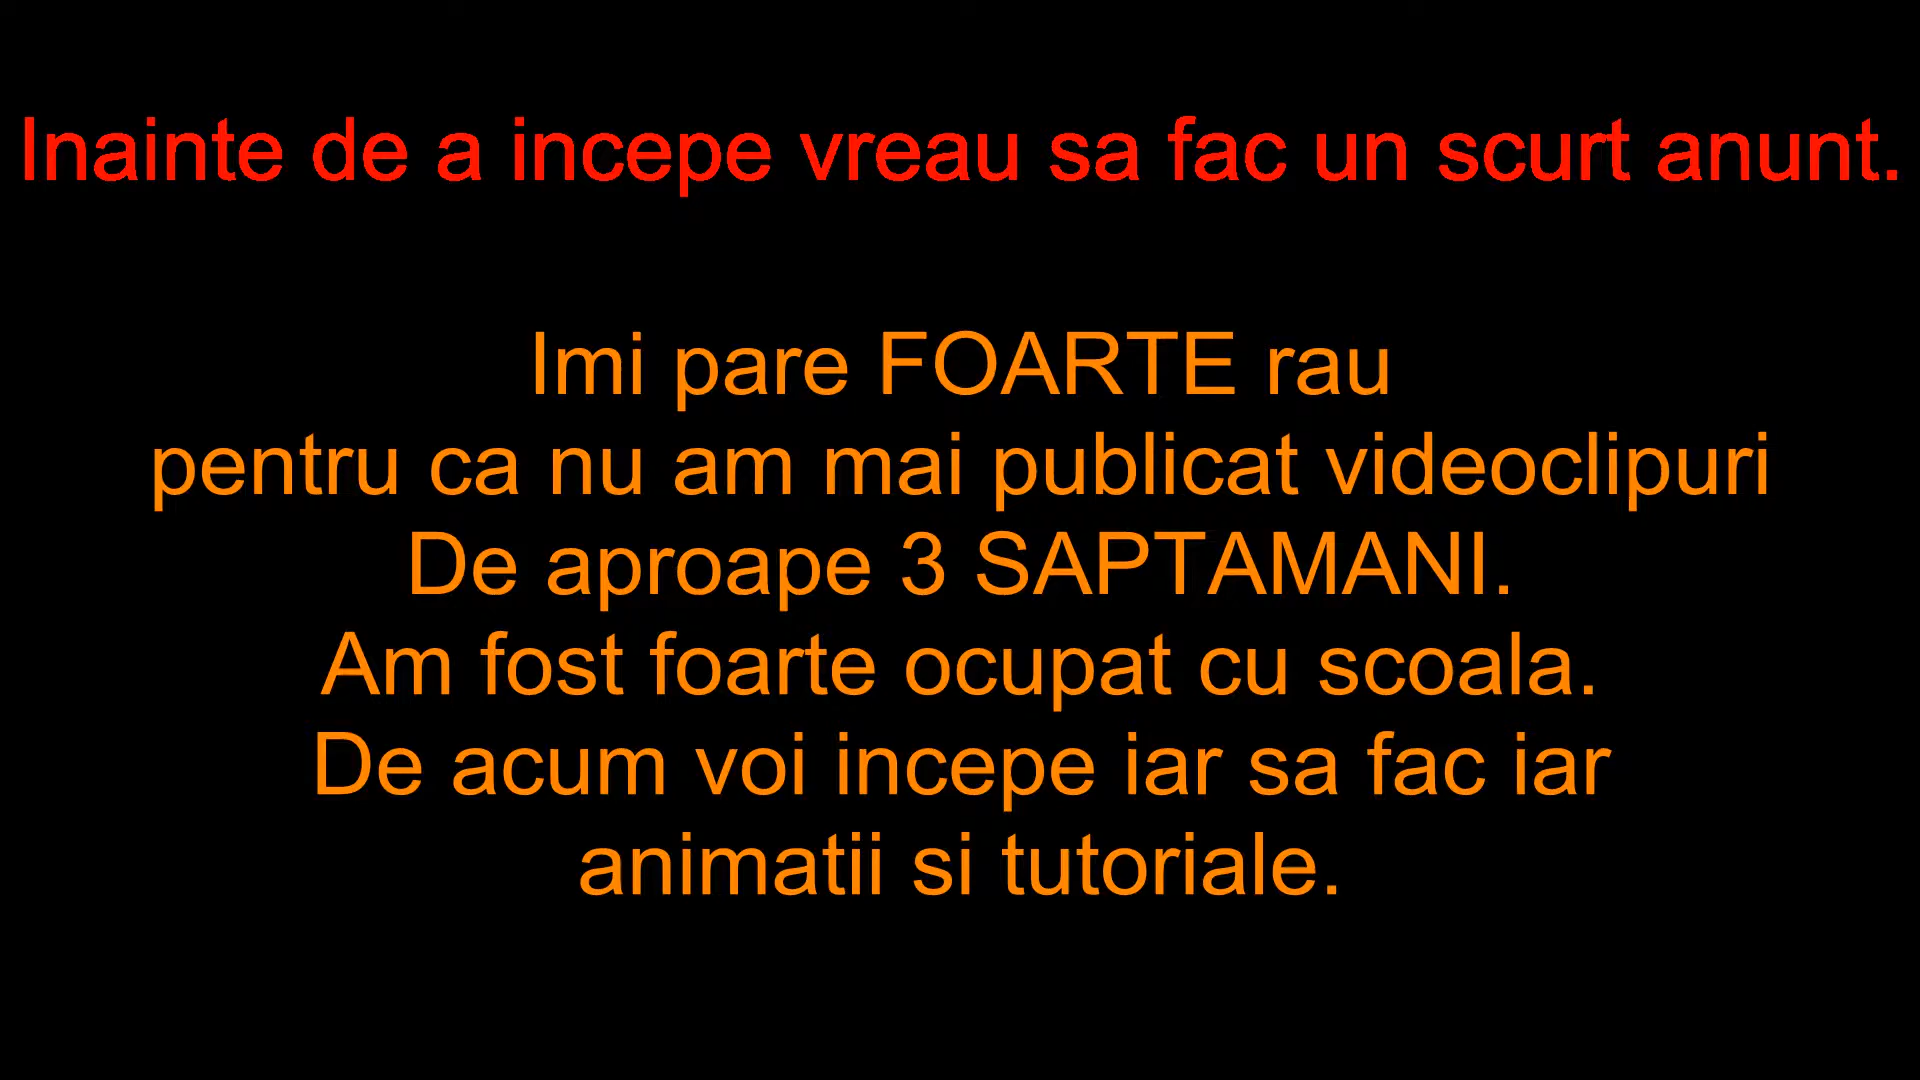 Inainte de a incepe vreau sa fac un scurt anunt.
Imi pare FOARTE rau
pentru ca nu am mai publicat videoclipuri
De aproape 3 SAPTAMANI.
Am fost foarte ocupat cu scoala.
De acum voi incepe iar sa fac iar
animatii si tutoriale.